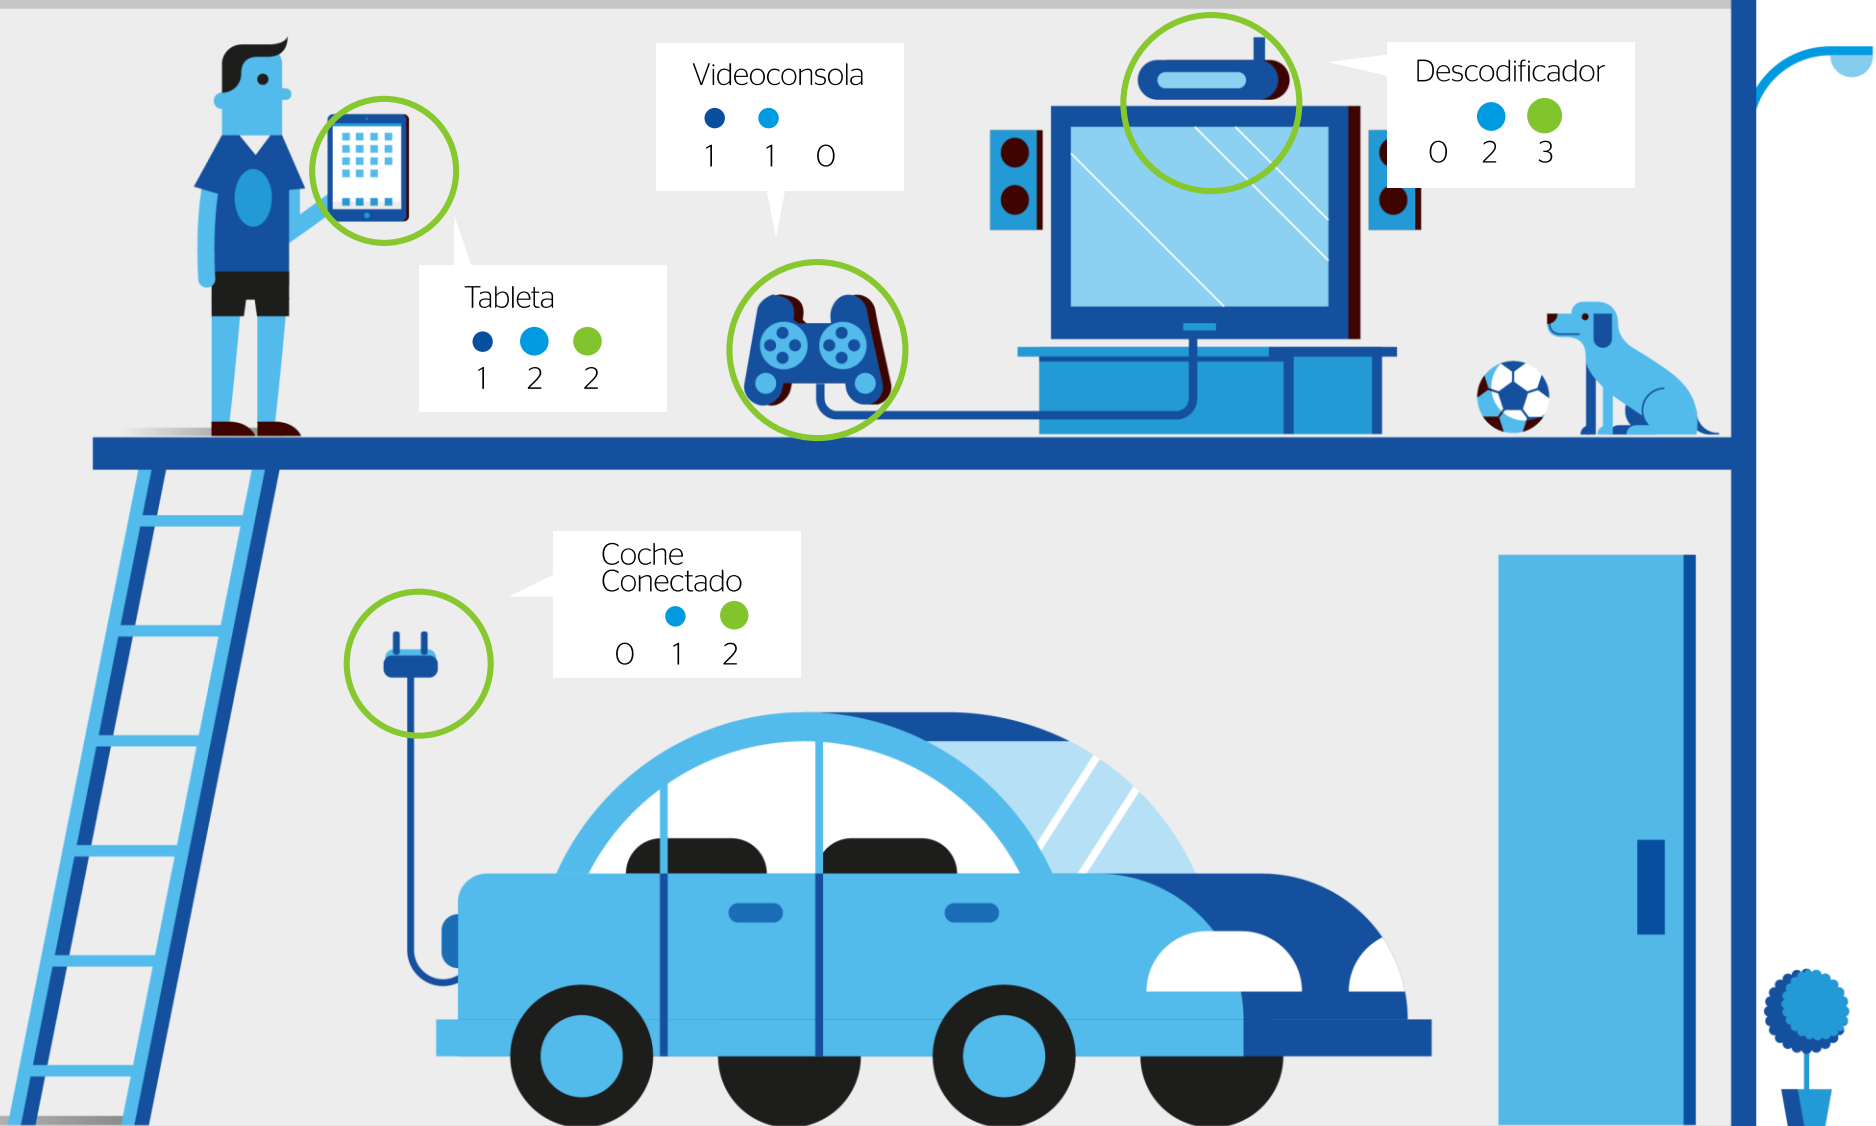 Videoconsola
1 1 0
Descodificador
0 2 3
Tableta
1 2 2
Coche
Conectado
0 1 2